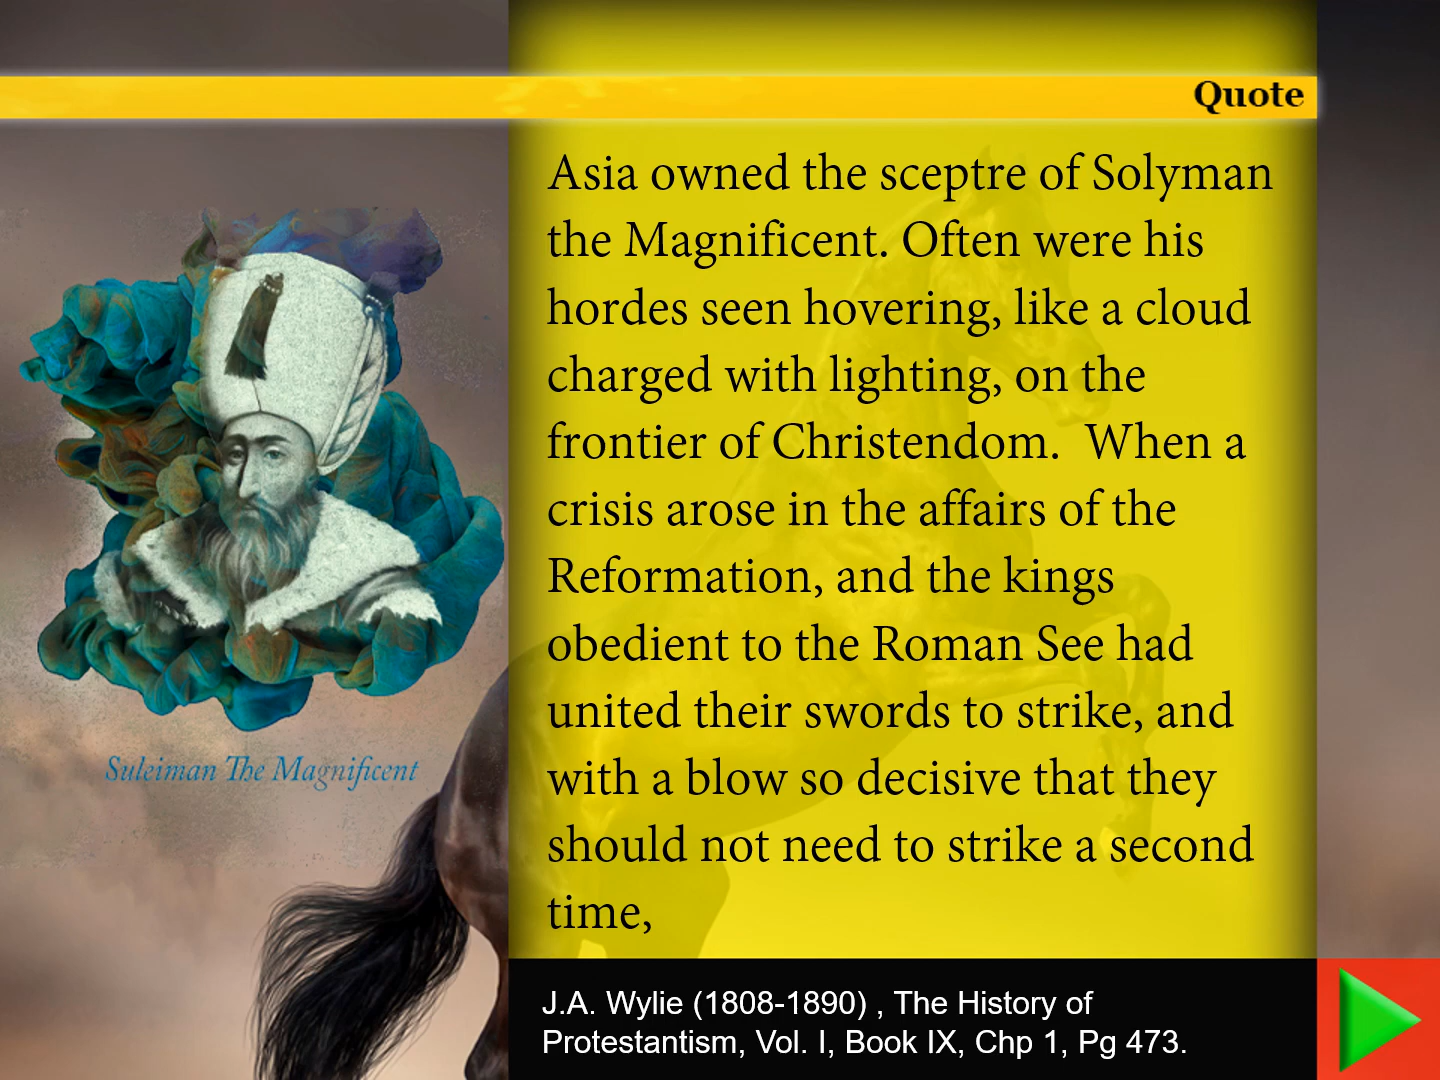 Quote
Asia owned the sceptre of Solyman
the Magnificent. Often were his
hordes seen hovering, like a cloud
charged with lighting, on the
frontier of Christendom.  When a
crisis arose in the affairs of the
Reformation, and the kings
obedient to the Roman See had
united their swords to strike, and
with a blow so decisive that they
should not need to strike a second
time,
Suleiman The Magnificent
J.A. Wylie (1808-1890) , The History of
Protestantism, Vol. I, Book IX, Chp 1, Pg 473.